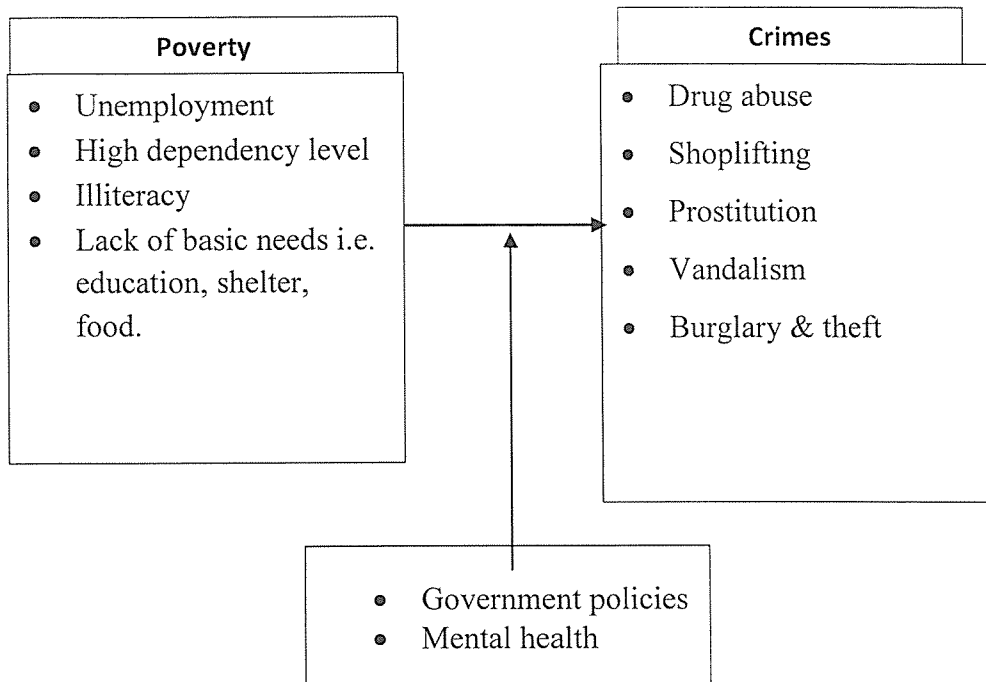 Poverty
• Unemployment
• High dependency level
• Illiteracy
• Lack of basic needs i.e.
education, shelter,
food.
Crimes
• Drug abuse
• Shoplifting
• Prostitution
• Vandalism
• Burglary & theft
• Government policies
• Mental health